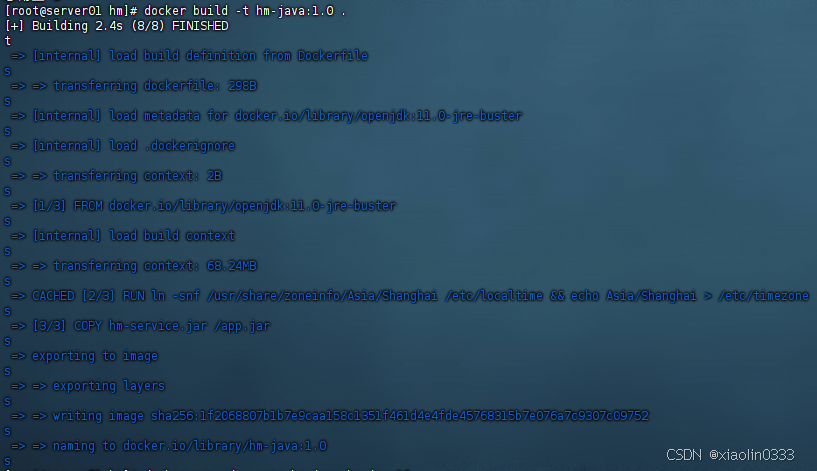 [root@server01 hm]# docker build -t hm-java:1.0 .
[+] Building 2.4s (8/8) FINISHED
t
=> [internal] load build definition from Dockerfile
s
=> => transferring dockerfile: 298B
s
=> [internal] load metadata for docker.io/library/openjdk:11.0-jre-buster
s
=> [internal] load .dockerignore
s
=> => transferring context: 2B
s
=> [1/3] FROM docker.io/library/openjdk:11.0-jre-buster
s
=> [internal] load build context
s
=> => transferring context: 68.24MB
s
=> CACHED [2/3] RUN ln -snf /usr/share/zoneinfo/Asia/Shanghai /etc/localtime && echo Asia/Shanghai > /etc/timezone
s
=> [3/3] COPY hm-service.jar /app.jar
s
=> exporting to image
s
=> => exporting layers
s
=> => writing image sha256:1f2068807b1b7e9caa158c1351f461d4e4fde45768315b7e076a7c9307c09752
s
=> => naming to docker.io/library/hm-java:1.0
s
CSDN @xiaolin0333